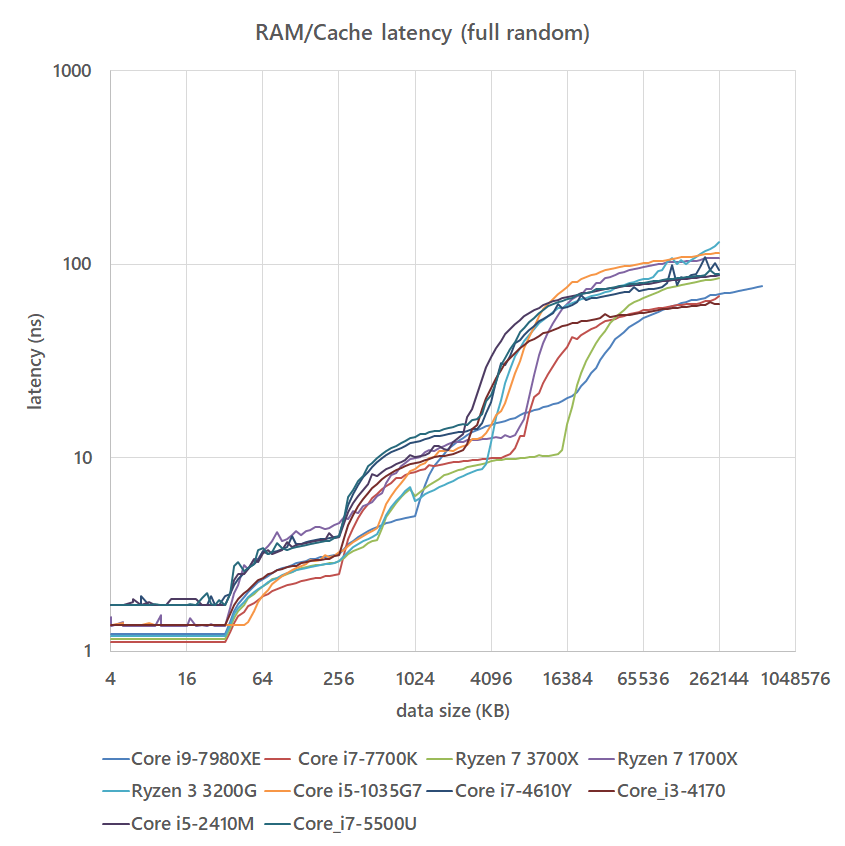 RAM/Cache latency (full random)
1000
100
10
1
latency (ns)
4 16 64 256 1024 4096 16384 65536 262144 1048576
data size (KB)
Core i9-7980XE Core i7-7700K Ryzen 7 3700X Ryzen 7 1700X
Ryzen 3 3200G Core i5-1035G7 Core i7-4610Y Core_i3-4170
Core i5-2410M Core_i7-5500U